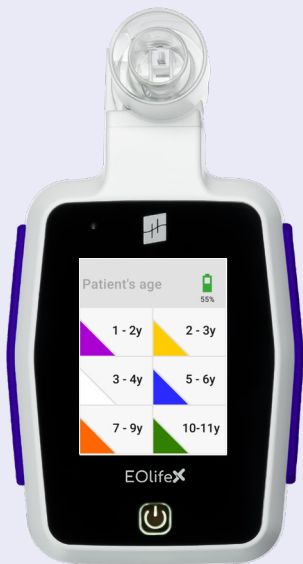 Patient's age
55%
1 - 2y
2 - 3y
3 - 4y
5 - 6y
7 - 9y
10-11y
EOlifeX